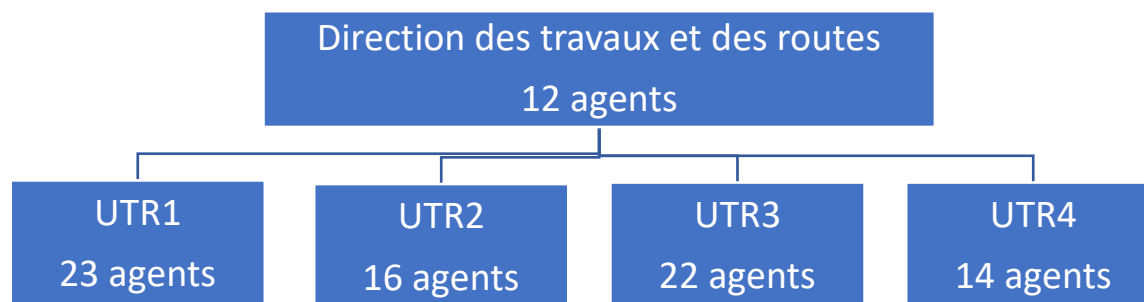 Direction des travaux et des routes
12 agents
UTR1
23 agents
UTR2
16 agents
UTR3
22 agents
UTR4
14 agents